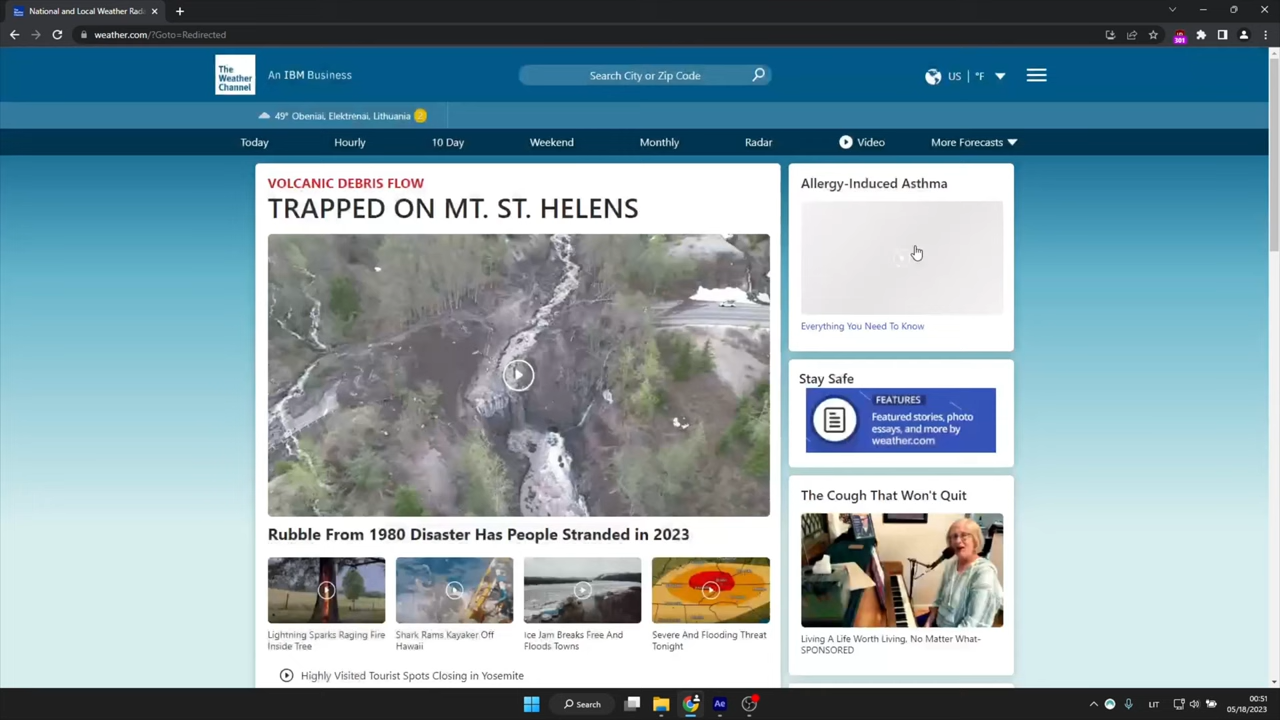 National and Local Weather Rad
weather.com/?Goto=Redirected
301
The
Weather
Channel
An IBM Business
Search City or Zip Code
US | °F
49° Obeniai, Elektrėnai, Lithuania 2
Today
Hourly
10 Day
Weekend
Monthly
Radar
Video
More Forecasts
VOLCANIC DEBRIS FLOW
TRAPPED ON MT. ST. HELENS
Rubble From 1980 Disaster Has People Stranded in 2023
Lightning Sparks Raging Fire
Inside Tree
Shark Rams Kayaker Off
Hawaii
Ice Jam Breaks Free And
Floods Towns
Severe And Flooding Threat
Tonight
Highly Visited Tourist Spots Closing in Yosemite
Allergy-Induced Asthma
Everything You Need To Know
Stay Safe
FEATURES
Featured stories, photo
essays, and more by
weather.com
The Cough That Won't Quit
Living A Life Worth Living, No Matter What-
SPONSORED
Search
Ae
LIT
00:51
05/18/2023